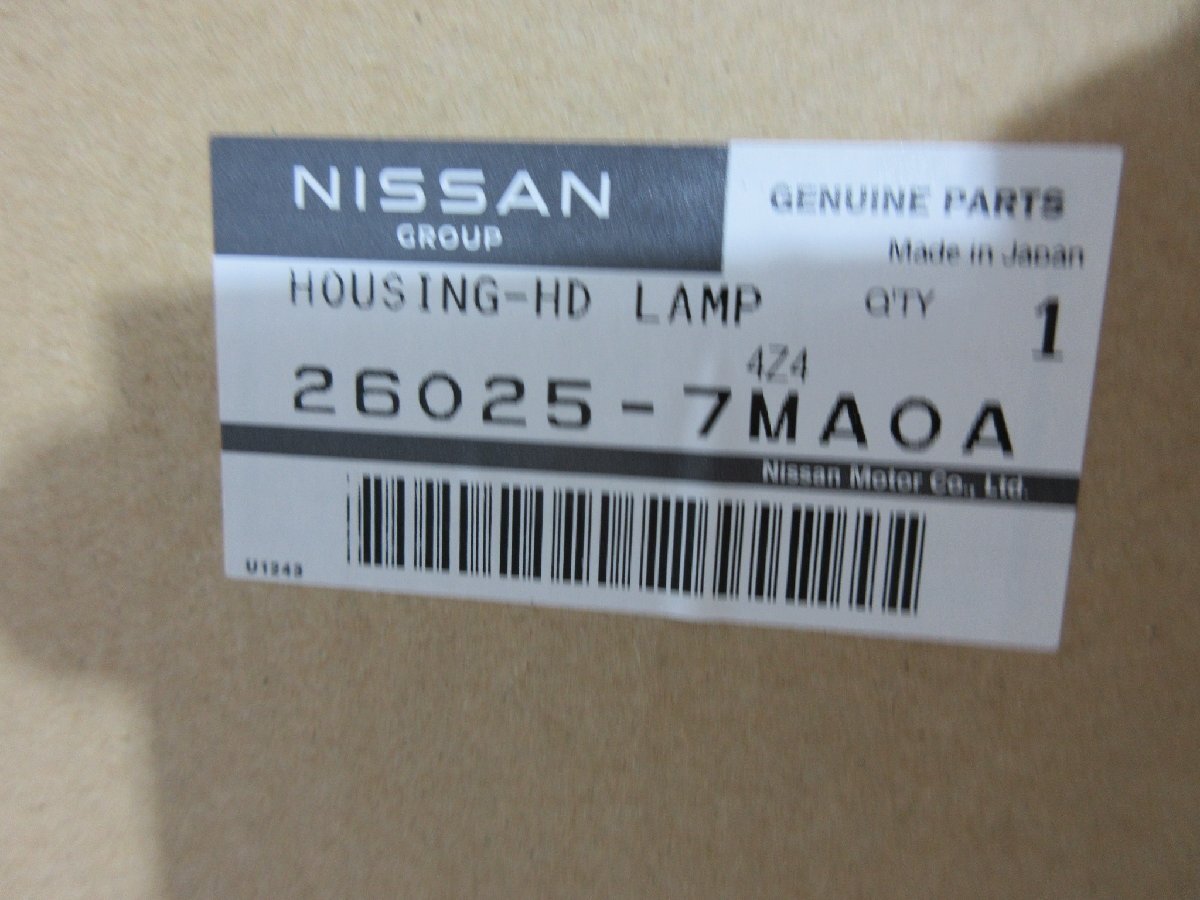 NISSAN
GROUP
GENUINE PARTS
Made in Japan
HOUSING-HD LAMP
Q'TY 1
4Z4
26025-7MA0A
Nissan Motor Co., Ltd.
U1243